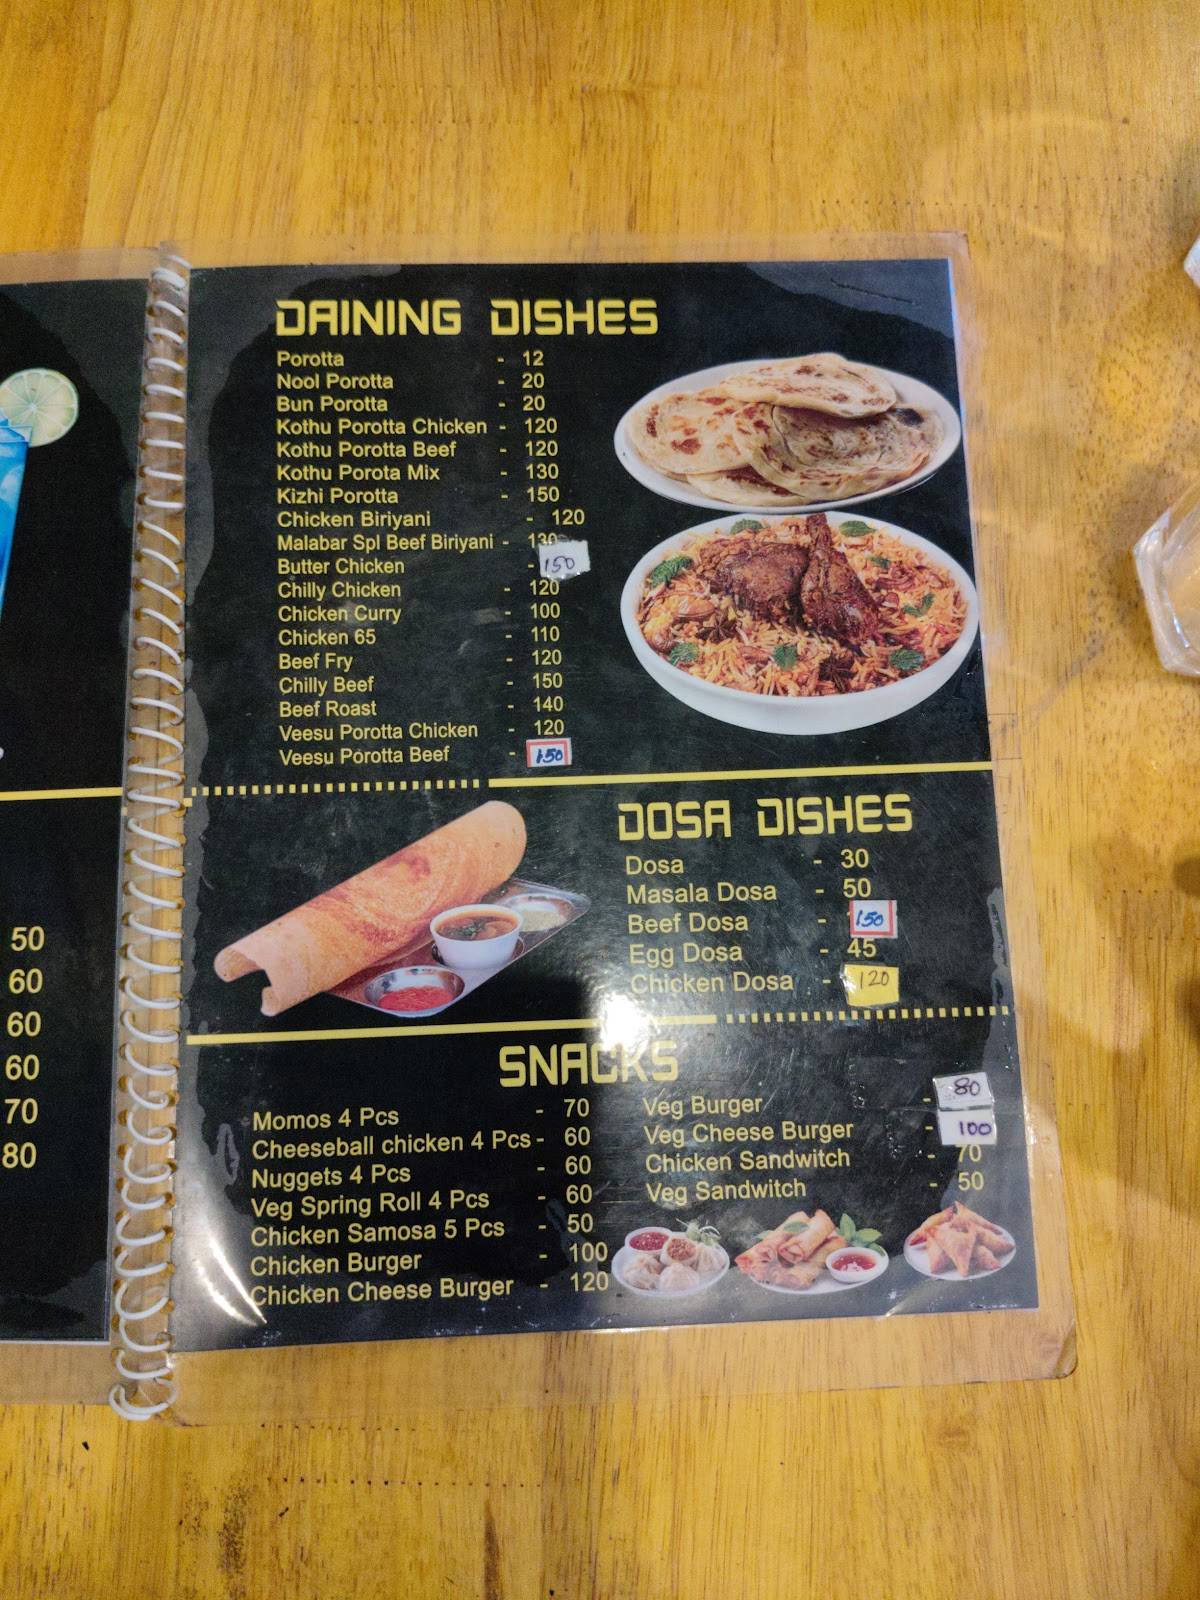 50
60
60
60
70
80
DAINING DISHES
Porotta - 12
Nool Porotta - 20
Bun Porotta - 20
Kothu Porotta Chicken - 120
Kothu Porotta Beef - 120
Kothu Porota Mix - 130
Kizhi Porotta - 150
Chicken Biriyani - 120
Malabar Spl Beef Biriyani - 130
Butter Chicken - 150
Chilly Chicken - 120
Chicken Curry - 100
Chicken 65 - 110
Beef Fry - 120
Chilly Beef - 150
Beef Roast - 140
Veesu Porotta Chicken - 120
Veesu Porotta Beef - 150
DOSA DISHES
Dosa - 30
Masala Dosa - 50
Beef Dosa - 150
Egg Dosa - 45
Chicken Dosa - 120
SNACKS
Momos 4 Pcs - 70
Cheeseball chicken 4 Pcs - 60
Nuggets 4 Pcs - 60
Veg Spring Roll 4 Pcs - 60
Chicken Samosa 5 Pcs - 50
Chicken Burger - 100
Chicken Cheese Burger - 120
Veg Burger - 80
Veg Cheese Burger - 100
Chicken Sandwitch - 70
Veg Sandwitch - 50